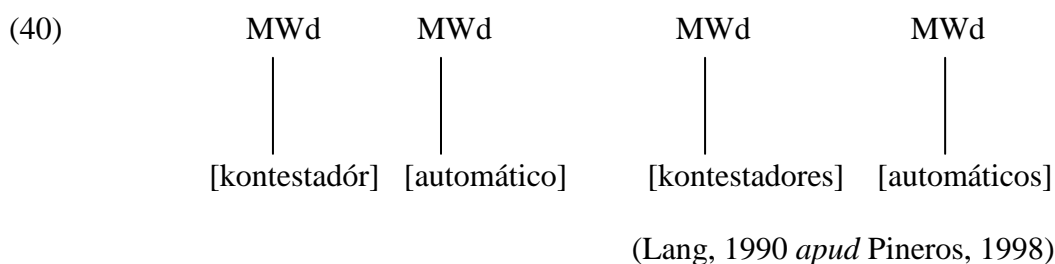 (40) MWd MWd MWd MWd
[kontestadór] [automático] [kontestadores] [automáticos]
(Lang, 1990 apud Pineros, 1998)